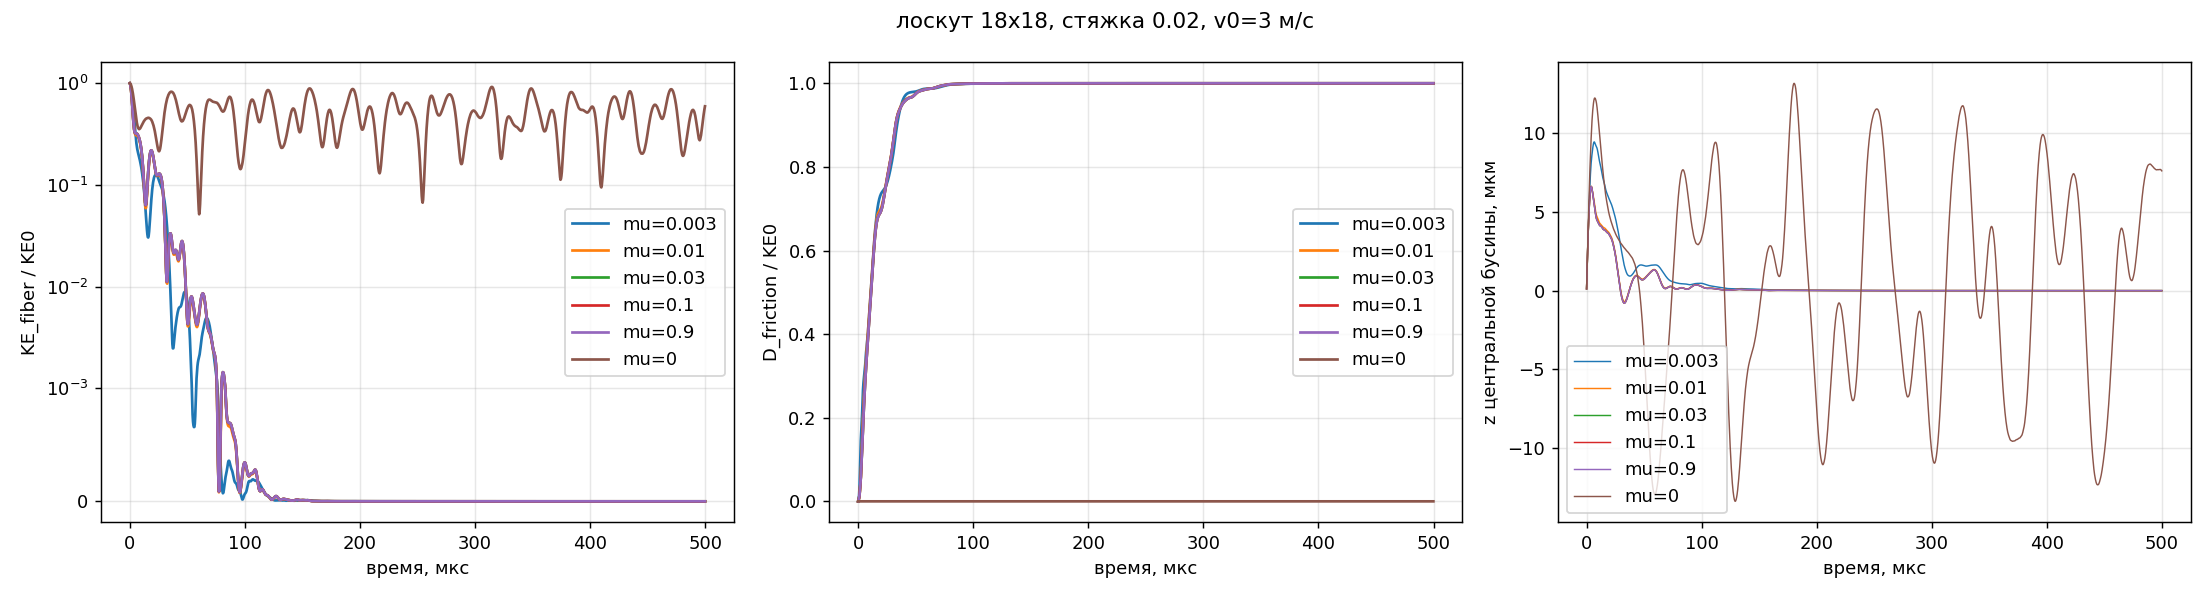 лоскут 18x18, стяжка 0.02, v0=3 м/с
KE_fiber / KE0
10⁰
10⁻¹
10⁻²
10⁻³
0
0 100 200 300 400 500
время, мкс
mu=0.003
mu=0.01
mu=0.03
mu=0.1
mu=0.9
mu=0
D_friction / KE0
1.0
0.8
0.6
0.4
0.2
0.0
0 100 200 300 400 500
время, мкс
mu=0.003
mu=0.01
mu=0.03
mu=0.1
mu=0.9
mu=0
z центральной бусины, мкм
10
5
0
−5
−10
0 100 200 300 400 500
время, мкс
mu=0.003
mu=0.01
mu=0.03
mu=0.1
mu=0.9
mu=0